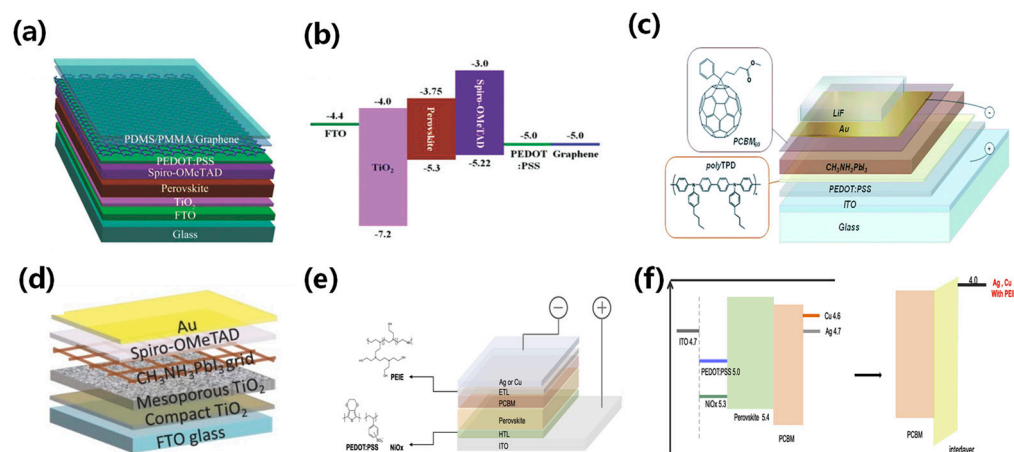 (a)
PDMS/PMMA/Graphene
PEDOT:PSS
Spiro-OMeTAD
Perovskite
TiO₂
FTO
Glass
(b)
-4.4
FTO
-4.0
TiO₂
-7.2
-3.75
Perovskite
-5.3
-3.0
Spiro-OMeTAD
-5.22
-5.0
PEDOT
:PSS
-5.0
Graphene
(c)
PCBM₆₀
polyTPD
LiF
Au
CH₃NH₃PbI₃
PEDOT:PSS
ITO
Glass
(d)
Au
Spiro-OMeTAD
CH₃NH₃PbI₃ grid
Mesoporous TiO₂
Compact TiO₂
FTO glass
(e)
PEIE
PEDOT:PSS
NiOx
Ag or Cu
ETL
PCBM
Perovskite
HTL
ITO
(f)
ITO 4.7
PEDOT:PSS 5.0
NiOx 5.3
Perovskite 5.4
PCBM
Cu 4.6
Ag 4.7
PCBM
interlayer
4.0
Ag , Cu
With PEI